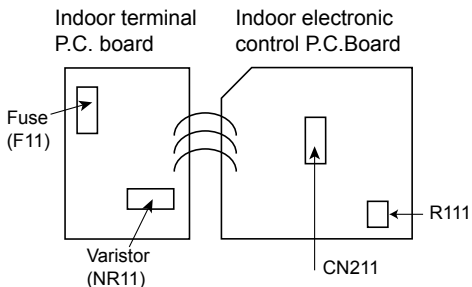 Indoor terminal
P.C. board
Indoor electronic
control P.C.Board
Fuse
(F11)
R111
Varistor
(NR11)
CN211